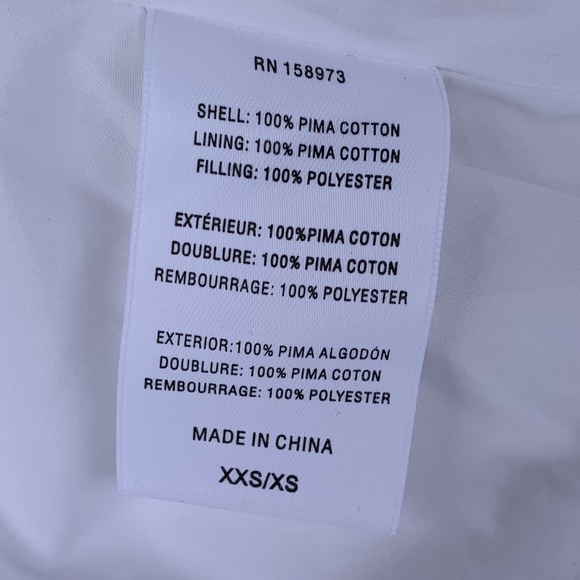 RN 158973
SHELL: 100% PIMA COTTON
LINING: 100% PIMA COTTON
FILLING: 100% POLYESTER
EXTÉRIEUR: 100%PIMA COTON
DOUBLURE: 100% PIMA COTON
REMBOURRAGE: 100% POLYESTER
EXTERIOR:100% PIMA ALGODÓN
DOUBLURE: 100% PIMA COTON
REMBOURRAGE: 100% POLYESTER
MADE IN CHINA
XXS/XS